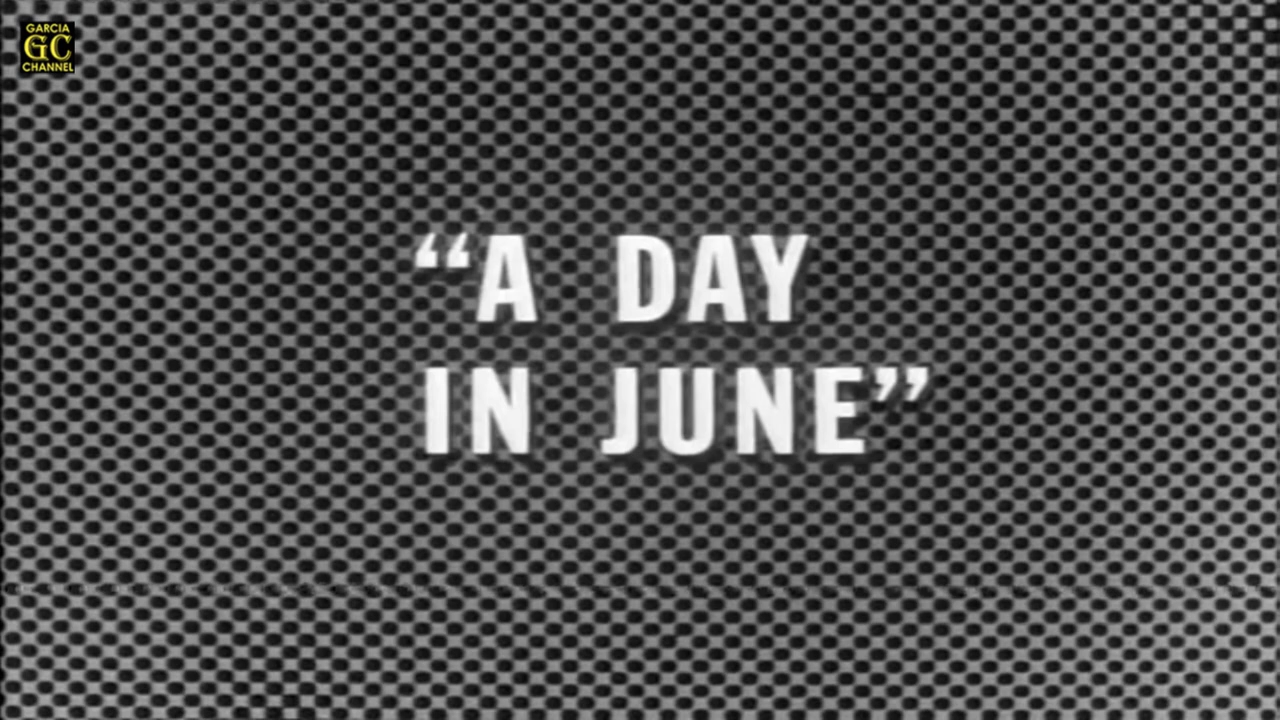 GARCIA
GC
CHANNEL
“A DAY
IN JUNE”